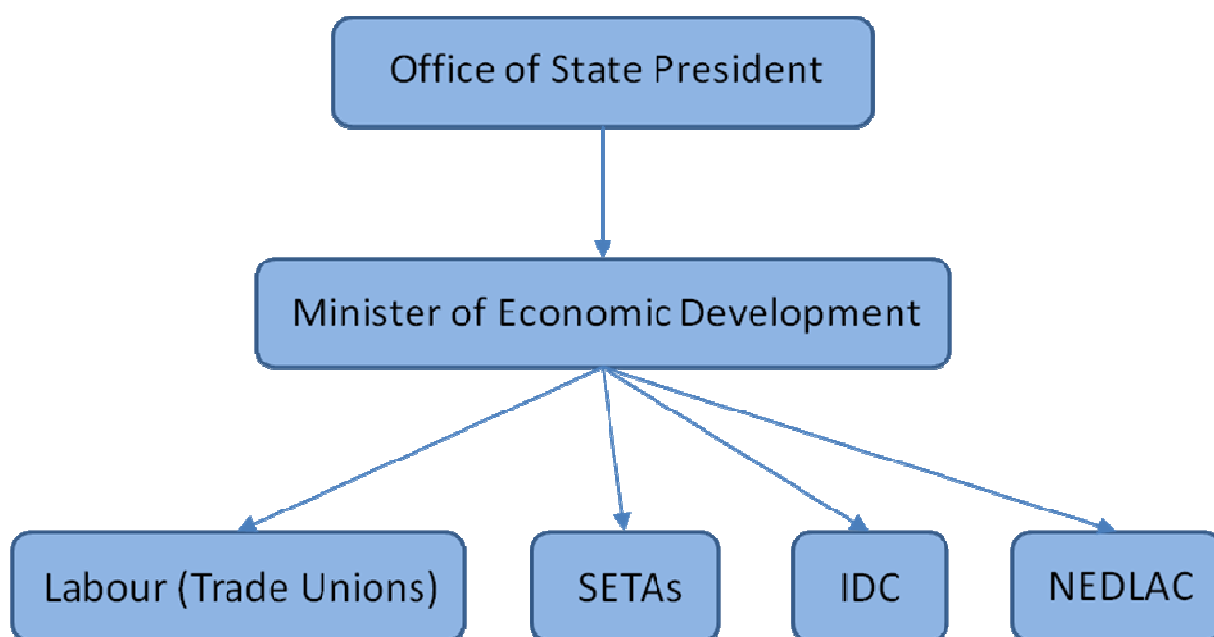 Office of State President
Minister of Economic Development
Labour (Trade Unions)
SETAs
IDC
NEDLAC